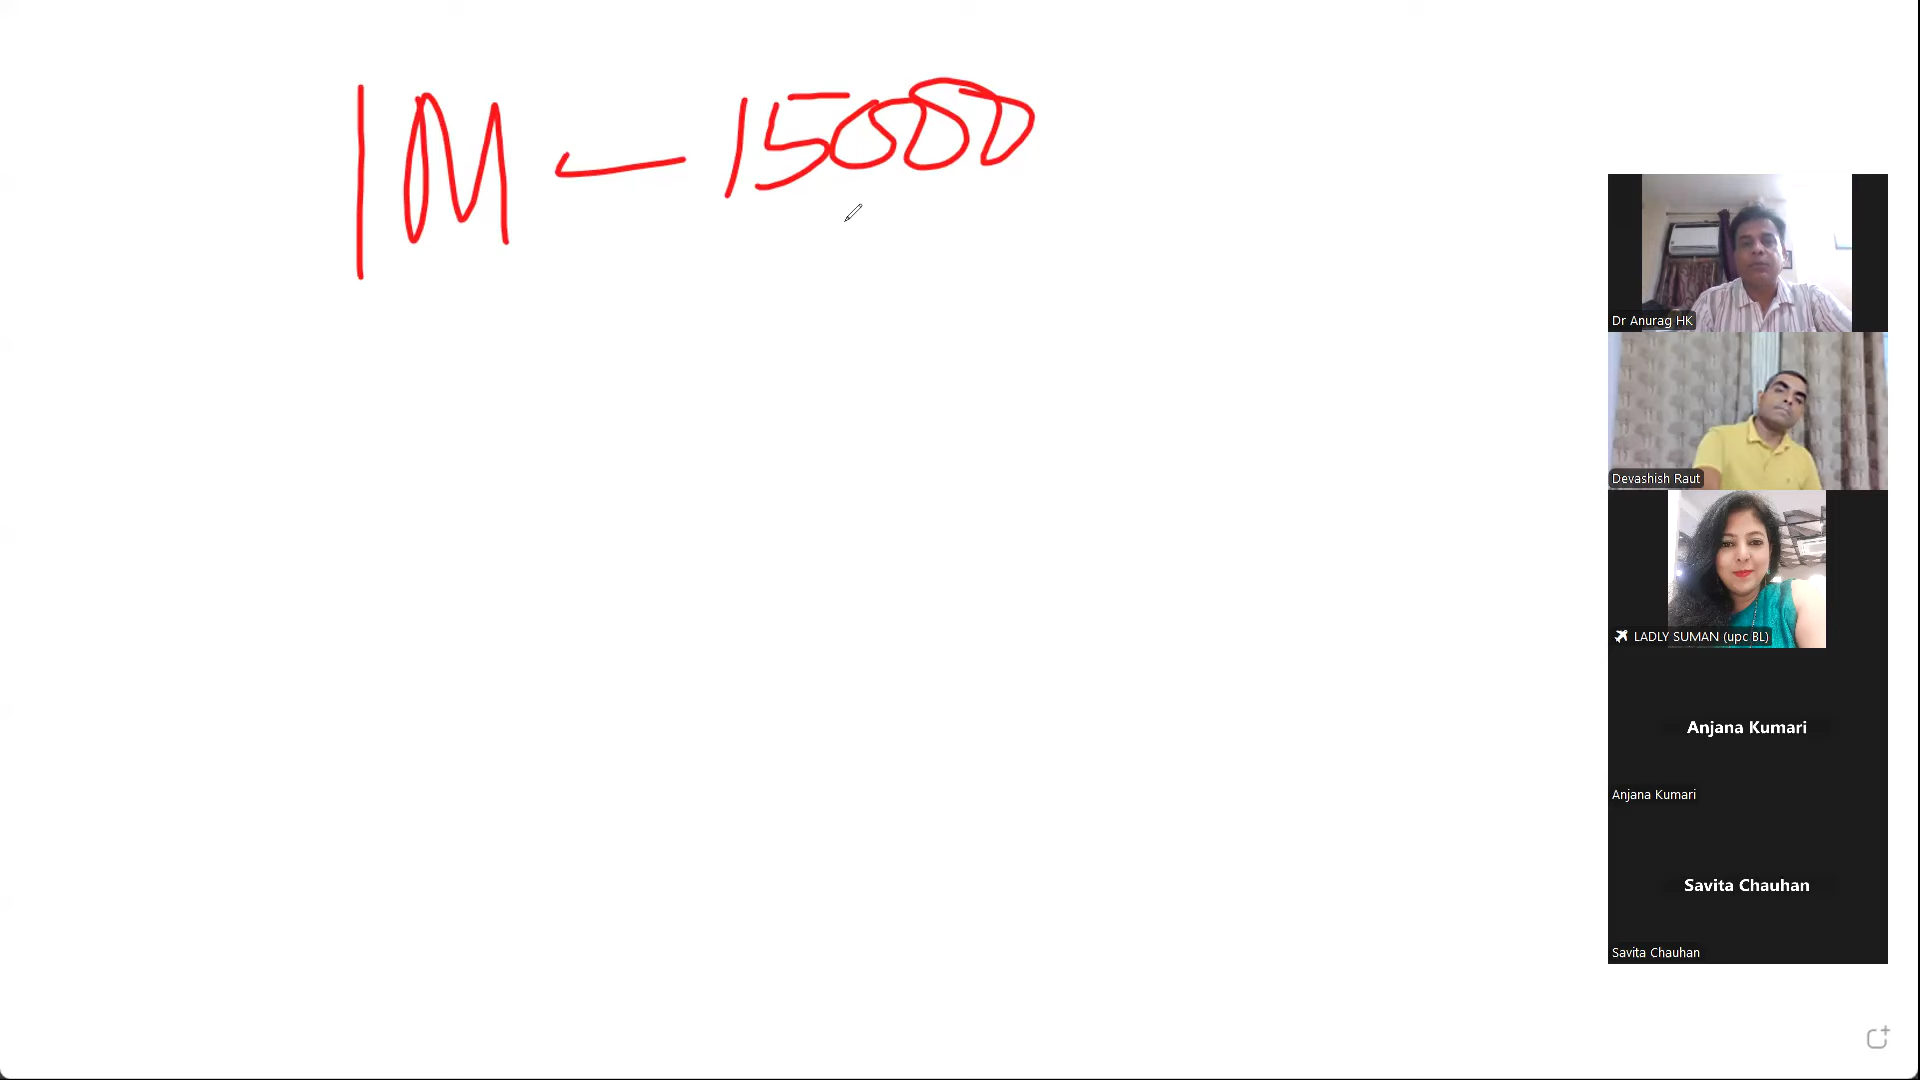 1M - 15000
Dr Anurag HK
Devashish Raut
LADLY SUMAN (upc BL)
Anjana Kumari
Anjana Kumari
Savita Chauhan
Savita Chauhan